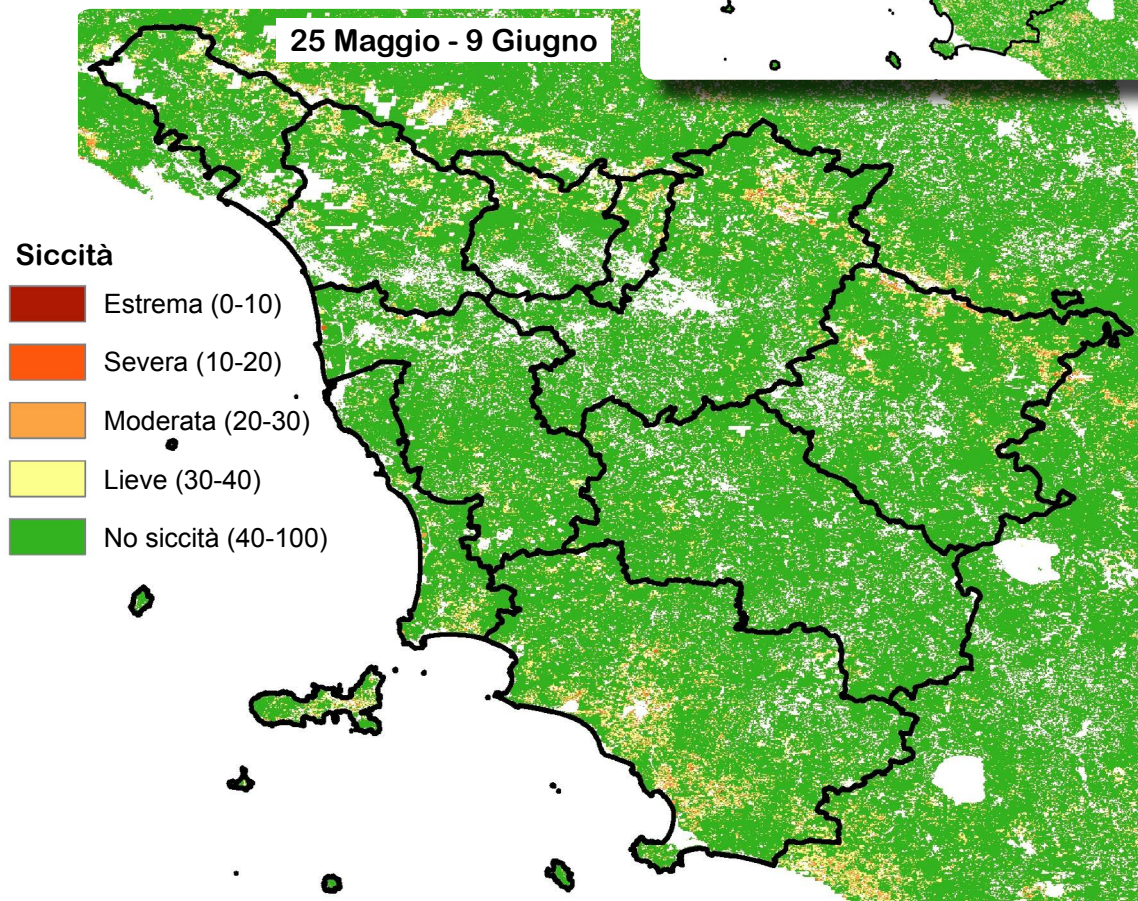 25 Maggio - 9 Giugno
Siccità
Estrema (0-10)
Severa (10-20)
Moderata (20-30)
Lieve (30-40)
No siccità (40-100)